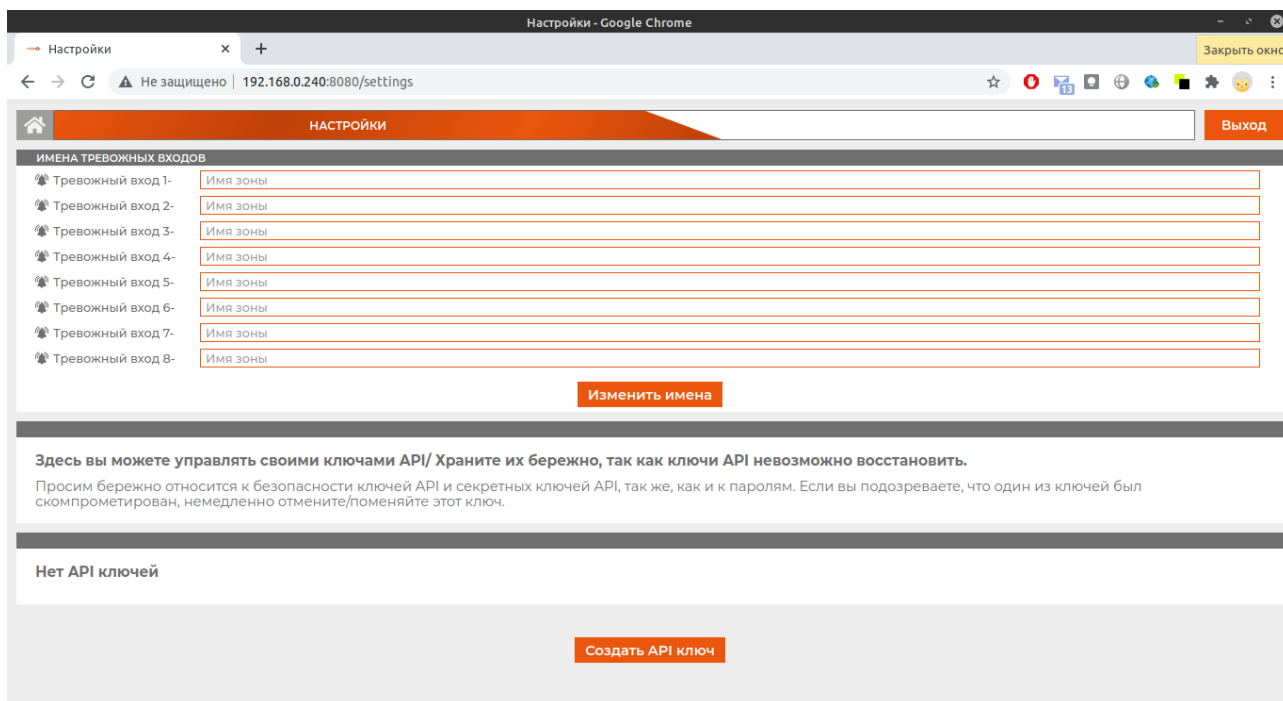 Настройки - Google Chrome
Настройки
Закрыть окно
Не защищено | 192.168.0.240:8080/settings
13
НАСТРОЙКИ
Выход
ИМЕНА ТРЕВОЖНЫХ ВХОДОВ
Тревожный вход 1- Имя зоны
Тревожный вход 2- Имя зоны
Тревожный вход 3- Имя зоны
Тревожный вход 4- Имя зоны
Тревожный вход 5- Имя зоны
Тревожный вход 6- Имя зоны
Тревожный вход 7- Имя зоны
Тревожный вход 8- Имя зоны
Изменить имена
Здесь вы можете управлять своими ключами API/ Храните их бережно, так как ключи API невозможно восстановить.
Просим бережно относится к безопасности ключей API и секретных ключей API, так же, как и к паролям. Если вы подозреваете, что один из ключей был
скомпрометирован, немедленно отмените/поменяйте этот ключ.
Нет API ключей
Создать API ключ